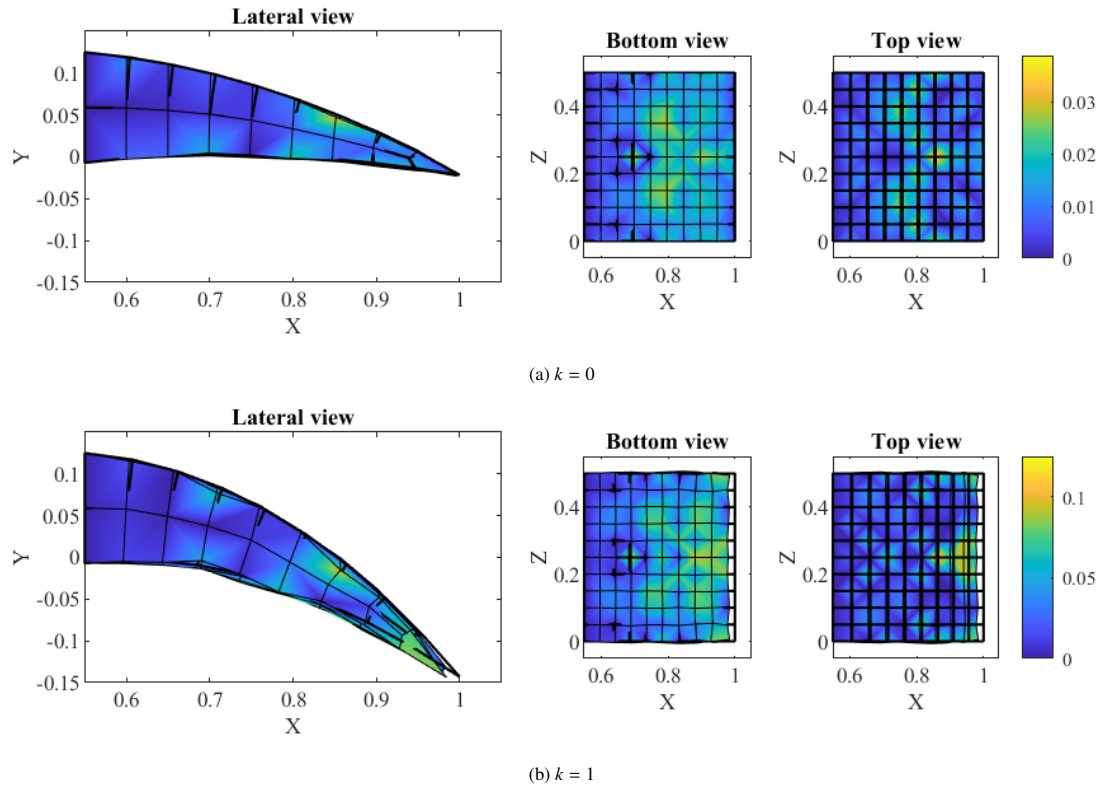 Lateral view
Bottom view
Top view
0.1
0.05
0
-0.05
-0.1
-0.15
Y
0.6
0.7
0.8
0.9
1
X
0.4
0.2
0
Z
0.6
0.8
1
X
0.4
0.2
0
Z
0.6
0.8
1
X
0.03
0.02
0.01
0
(a) k = 0
Lateral view
Bottom view
Top view
0.1
0.05
0
-0.05
-0.1
-0.15
Y
0.6
0.7
0.8
0.9
1
X
0.4
0.2
0
Z
0.6
0.8
1
X
0.4
0.2
0
Z
0.6
0.8
1
X
0.1
0.05
0
(b) k = 1